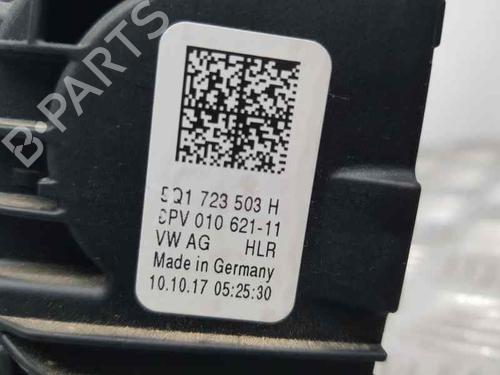 5Q1 723 503 H
6PV 010 621-11
VW AG HLR
Made in Germany
10.10.17 05:25:30
B-PARTS